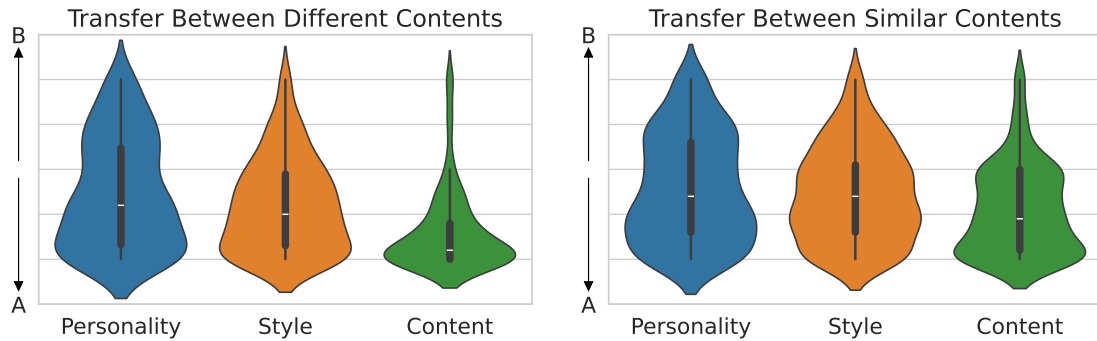 Transfer Between Different Contents
B
A
Personality
Style
Content
Transfer Between Similar Contents
B
A
Personality
Style
Content